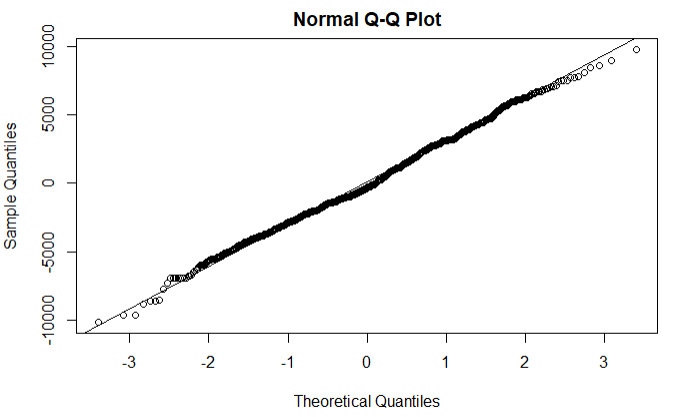 Normal Q-Q Plot
10000
5000
0
-5000
-10000
Sample Quantiles
-3 -2 -1 0 1 2 3
Theoretical Quantiles